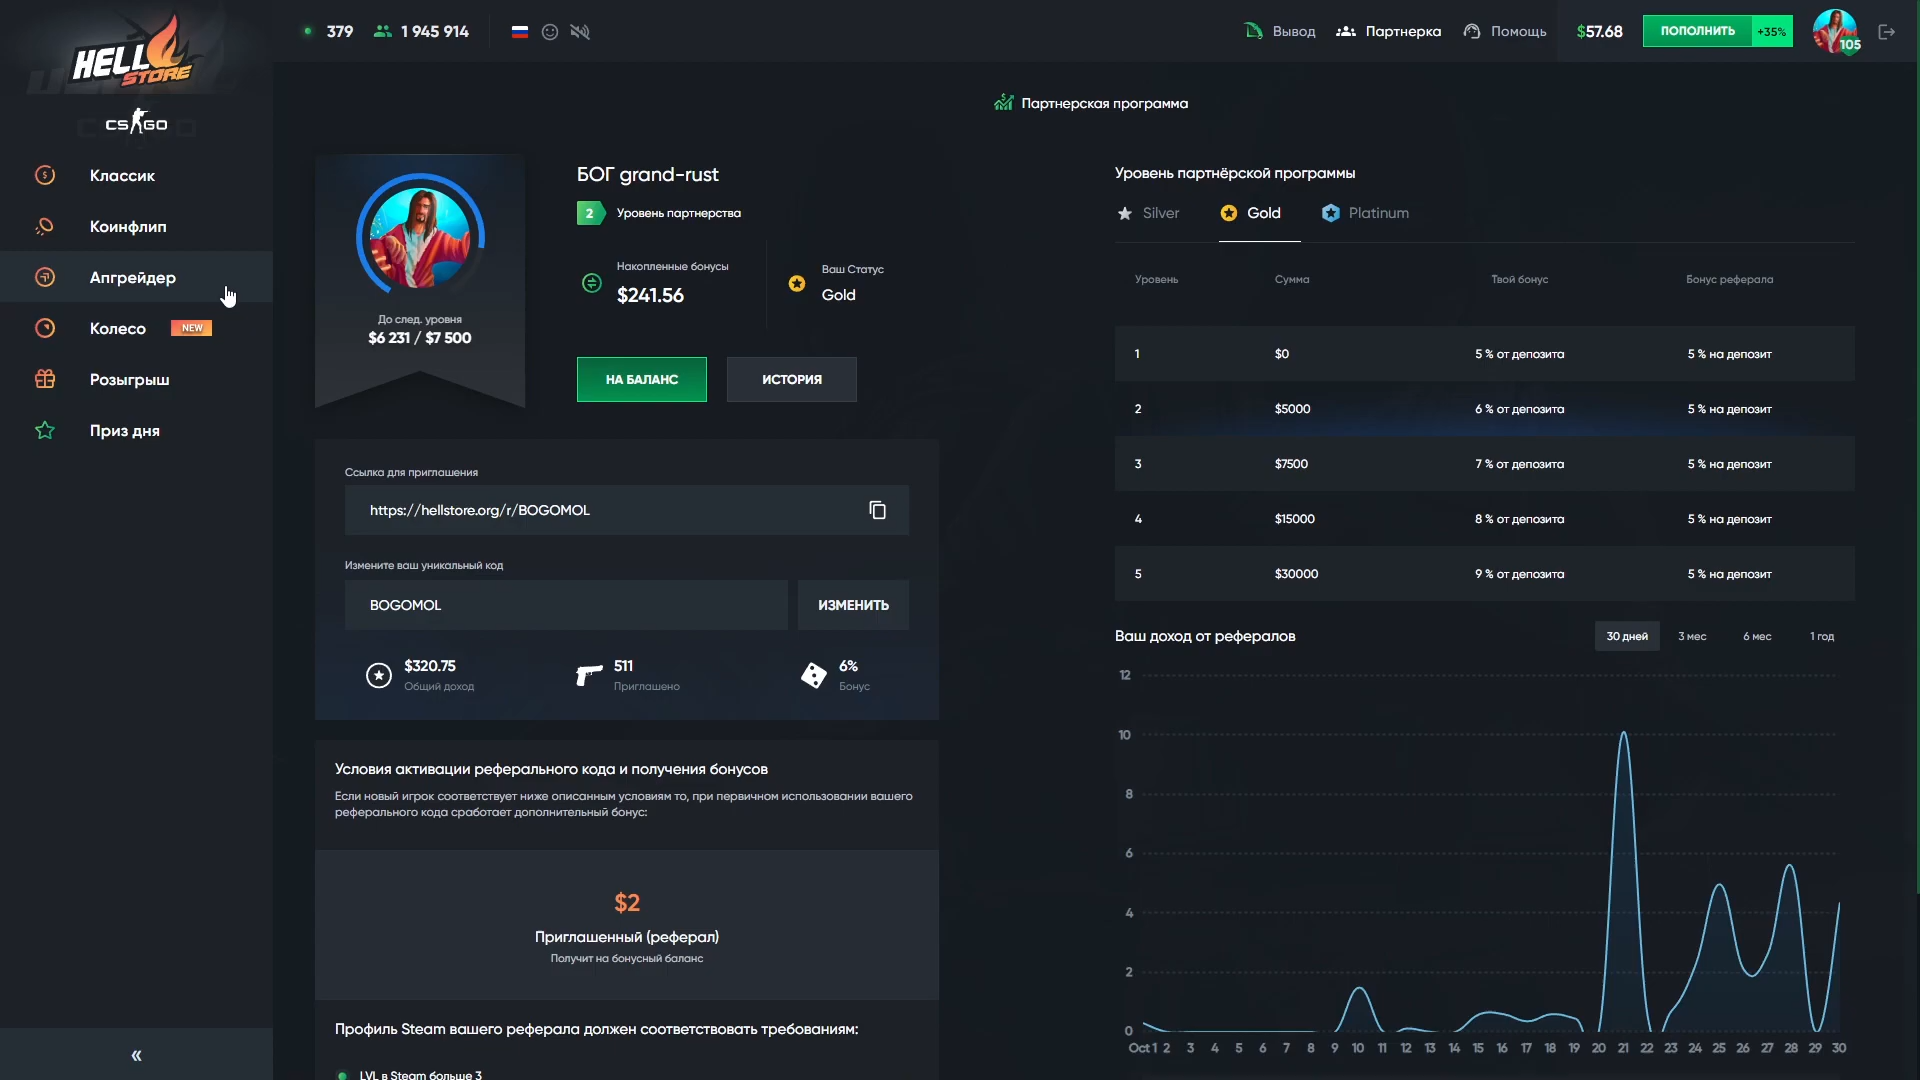 HELL STORE
CS GO
Классик
Коинфлип
Апгрейдер
Колесо NEW
Розыгрыш
Приз дня
«
379 1 945 914
Вывод Партнерка Помощь $57.68 ПОПОЛНИТЬ +35% 105
Партнерская программа
До след. уровня
$6 231 / $7 500
БОГ grand-rust
2 Уровень партнерства
Накопленные бонусы
$241.56
Ваш Статус
Gold
НА БАЛАНС ИСТОРИЯ
Ссылка для приглашения
https://hellstore.org/r/BOGOMOL
Измените ваш уникальный код
BOGOMOL ИЗМЕНИТЬ
$320.75
Общий доход
511
Приглашено
6%
Бонус
Условия активации реферального кода и получения бонусов
Если новый игрок соответствует ниже описанным условиям то, при первичном использовании вашего
реферального кода сработает дополнительный бонус:
$2
Приглашенный (реферал)
Получит на бонусный баланс
Профиль Steam вашего реферала должен соответствовать требованиям:
LVL в Steam больше 3
Уровень партнёрской программы
Silver Gold Platinum
Уровень Сумма Твой бонус Бонус реферала
1 $0 5 % от депозита 5 % на депозит
2 $5000 6 % от депозита 5 % на депозит
3 $7500 7 % от депозита 5 % на депозит
4 $15000 8 % от депозита 5 % на депозит
5 $30000 9 % от депозита 5 % на депозит
Ваш доход от рефералов 30 дней 3 мес 6 мес 1 год
12
10
8
6
4
2
0
Oct 1 2 3 4 5 6 7 8 9 10 11 12 13 14 15 16 17 18 19 20 21 22 23 24 25 26 27 28 29 30